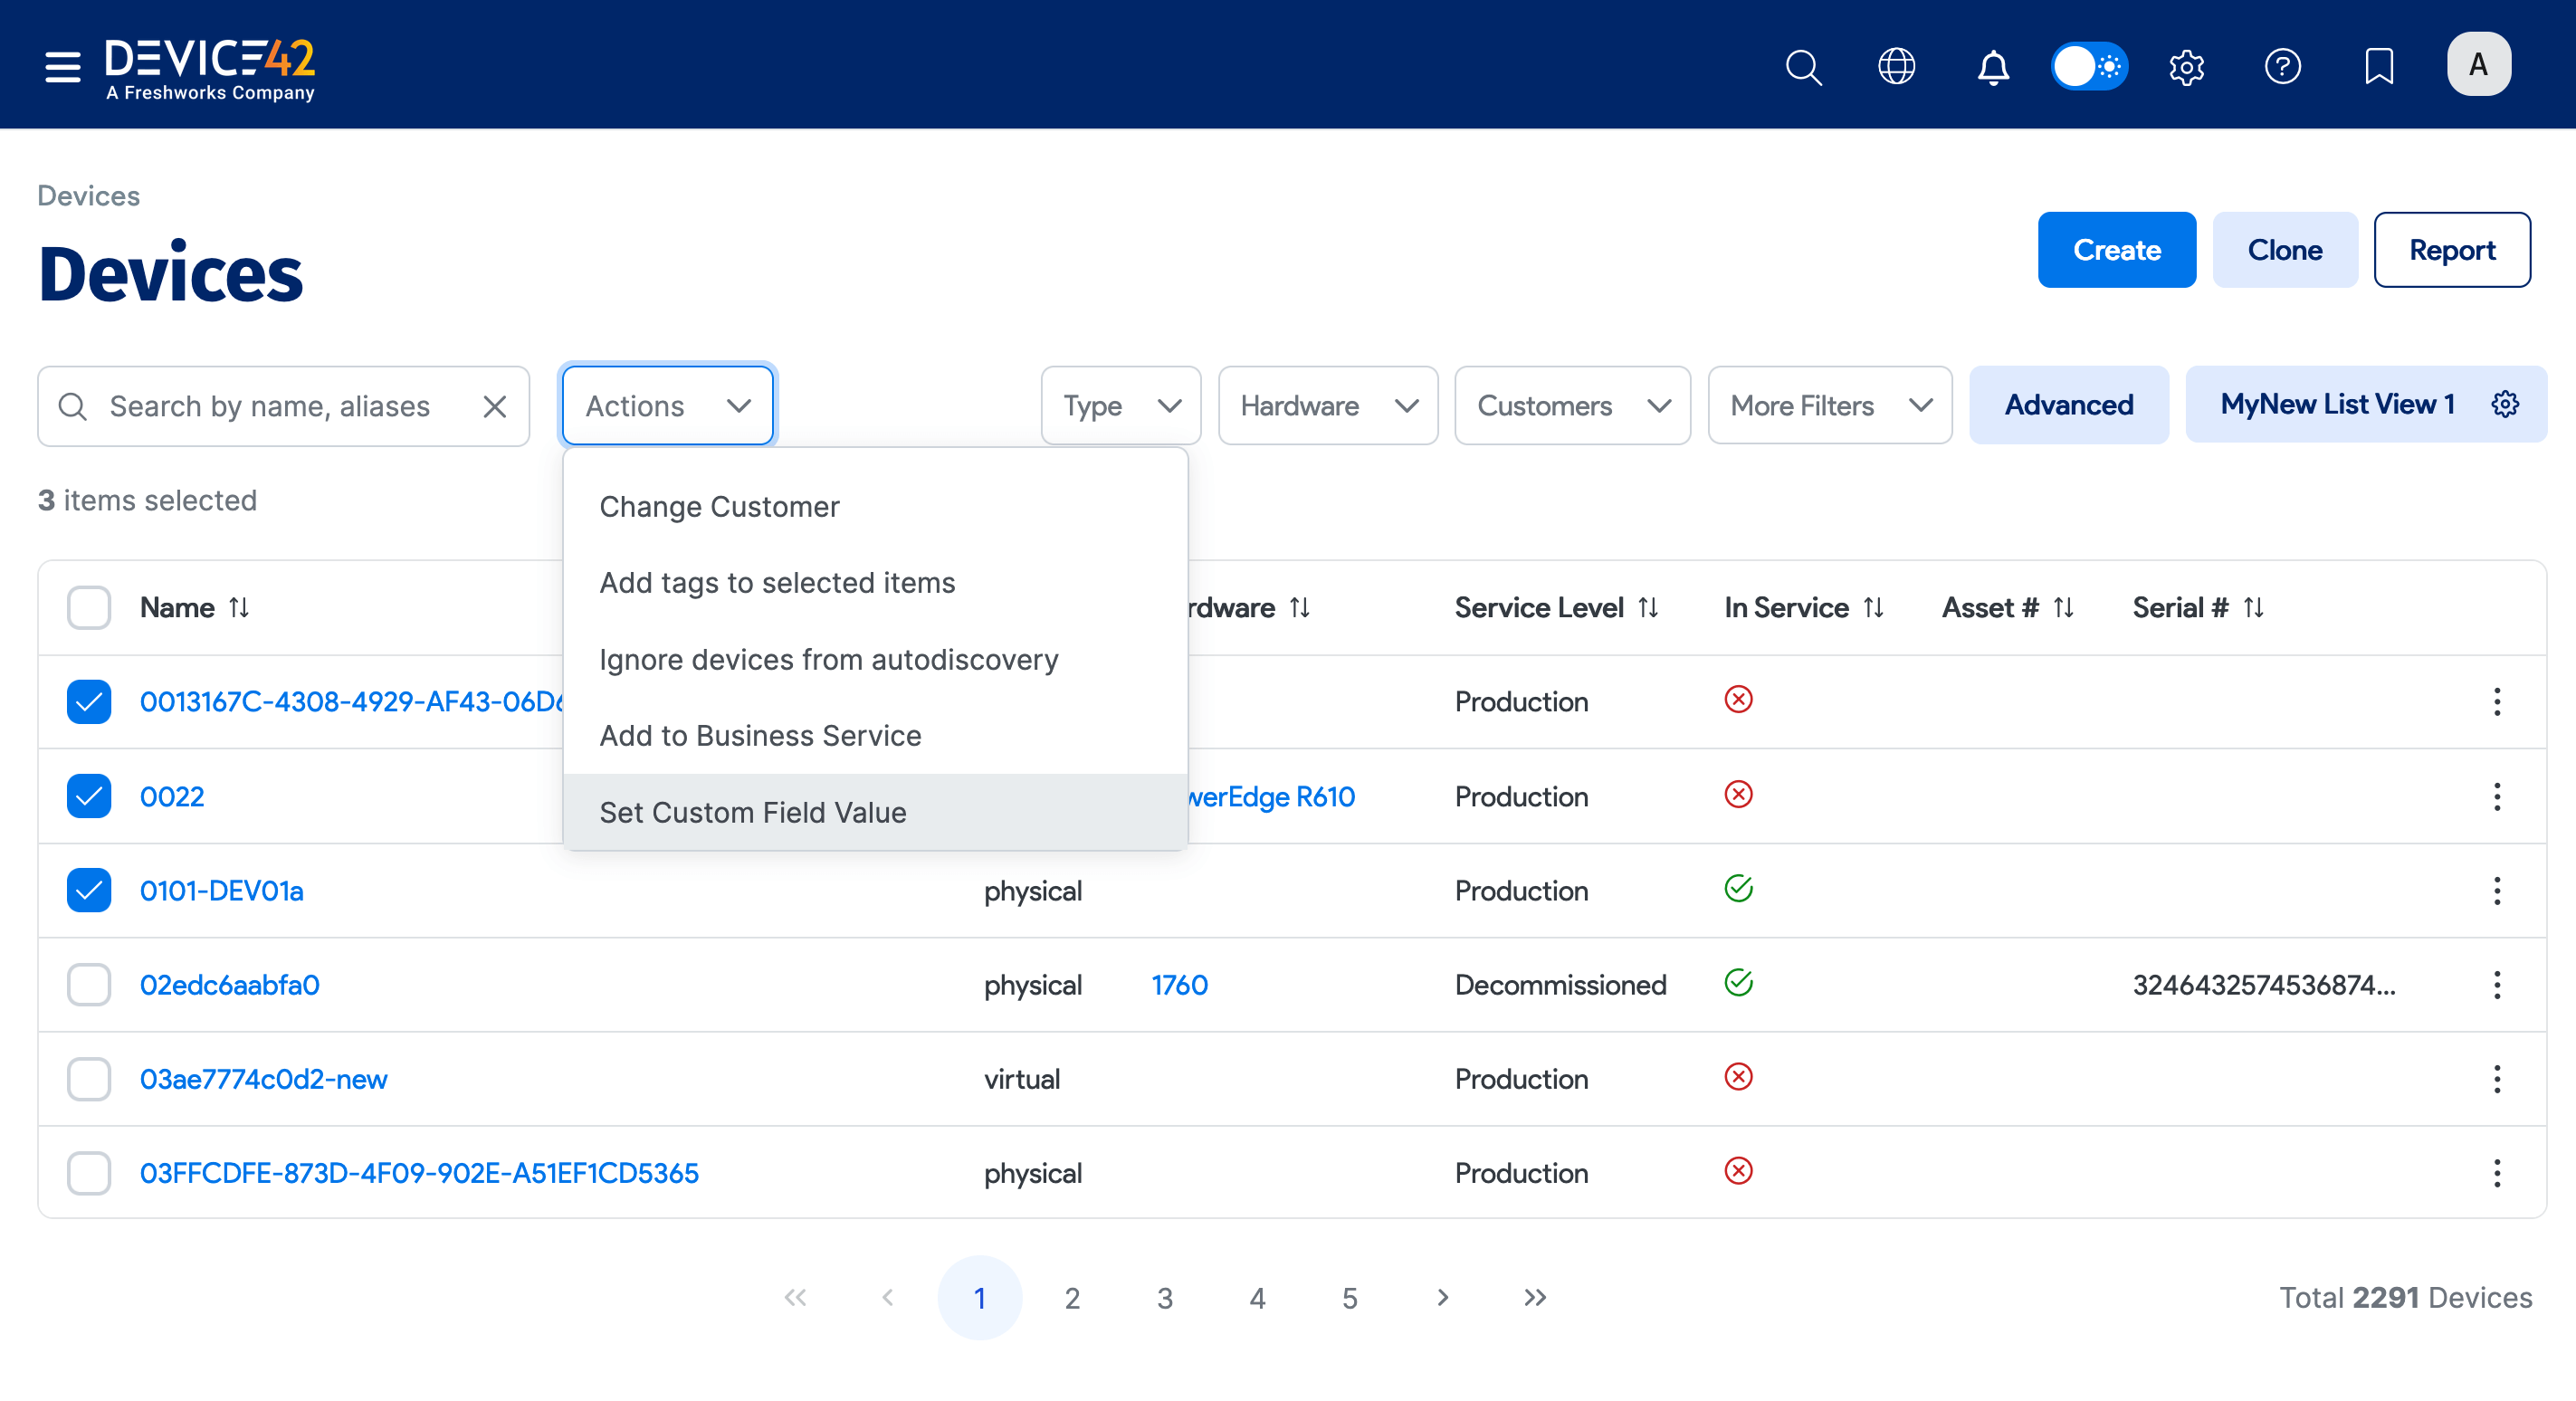 DEVICE42
A Freshworks Company
A
Devices
Devices
Create
Clone
Report
Search by name, aliases
Actions
Type
Hardware
Customers
More Filters
Advanced
MyNew List View 1
3 items selected
Change Customer
Add tags to selected items
Ignore devices from autodiscovery
Add to Business Service
Set Custom Field Value
Name rdware Service Level In Service Asset # Serial #
0013167C-4308-4929-AF43-06D6 Production
0022 werEdge R610 Production
0101-DEV01a physical Production
02edc6aabfa0 physical 1760 Decommissioned 3246432574536874...
03ae7774c0d2-new virtual Production
03FFCDFE-873D-4F09-902E-A51EF1CD5365 physical Production
« ‹ 1 2 3 4 5 › »
Total 2291 Devices